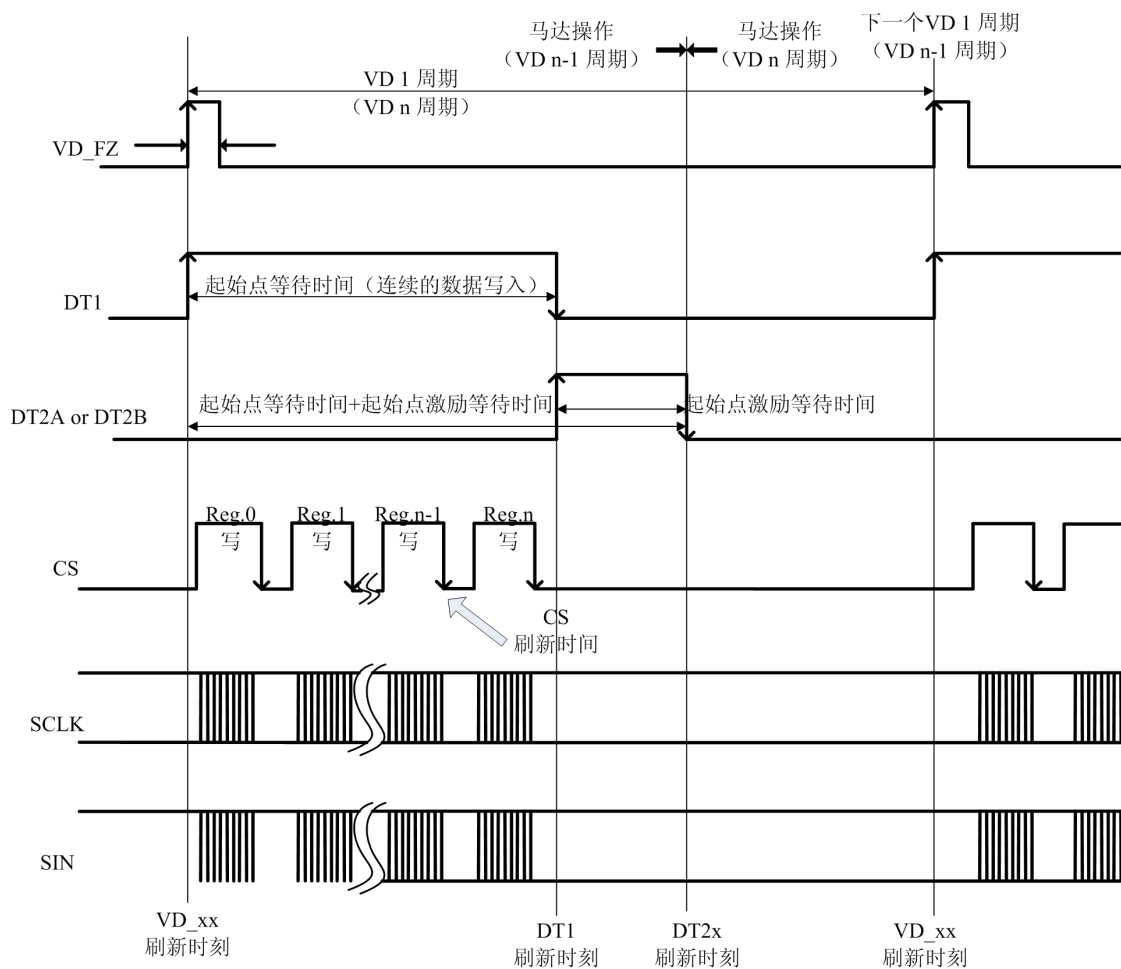 马达操作
（VD n-1 周期）
马达操作
（VD n 周期）
下一个VD 1 周期
（VD n-1 周期）
VD 1 周期
（VD n 周期）
VD_FZ
起始点等待时间（连续的数据写入）
DT1
起始点等待时间+起始点激励等待时间
起始点激励等待时间
DT2A or DT2B
Reg.0
写
Reg.1
写
Reg.n-1
写
Reg.n
写
CS
CS
刷新时间
SCLK
SIN
VD_xx
刷新时刻
DT1
刷新时刻
DT2x
刷新时刻
VD_xx
刷新时刻